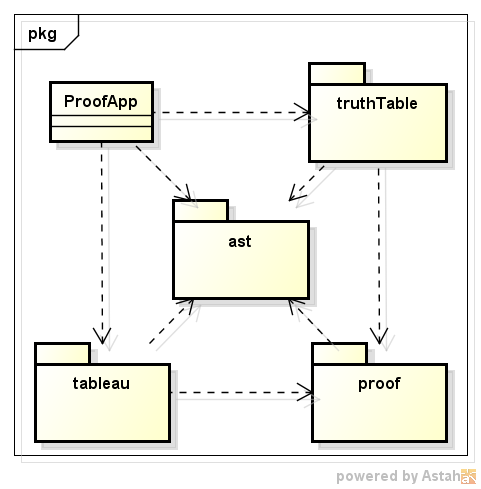 pkg
ProofApp
truthTable
ast
tableau
proof
powered by Astah